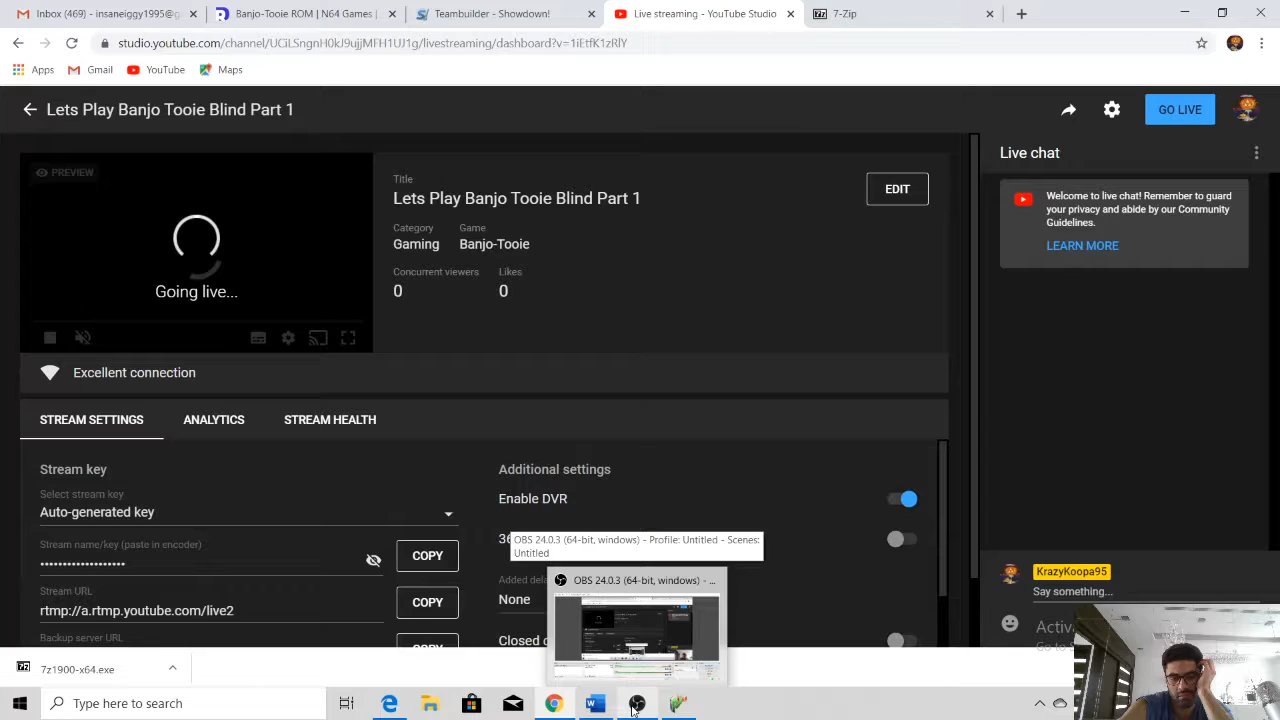 Inbox (469) - insaneiggy1995@
Banjo-Tooie ROM | N64 Games |
Teambuilder - Showdown!
Live streaming - YouTube Studio
7-Zip
studio.youtube.com/channel/UCiLSngnH0kJ9ujjMFH1UJ1g/livestreaming/dashboard?v=1iEtfK1zRlY
Apps
Gmail
YouTube
Maps
Lets Play Banjo Tooie Blind Part 1
GO LIVE
PREVIEW
Going live...
Title
Lets Play Banjo Tooie Blind Part 1
EDIT
Category
Game
Gaming
Banjo-Tooie
Concurrent viewers
Likes
0
0
Live chat
Welcome to live chat! Remember to guard
your privacy and abide by our Community
Guidelines.
LEARN MORE
Excellent connection
STREAM SETTINGS
ANALYTICS
STREAM HEALTH
Stream key
Select stream key
Auto-generated key
Stream name/key (paste in encoder)
••••••••••••••••••••
COPY
Stream URL
rtmp://a.rtmp.youtube.com/live2
COPY
Backup server URL
COPY
Additional settings
Enable DVR
36
OBS 24.0.3 (64-bit, windows) - Profile: Untitled - Scenes:
Untitled
OBS 24.0.3 (64-bit, windows) - ...
Added dela
None
Closed c
KrazyKoopa95
Say something...
7z1900-x64.exe
Type here to search